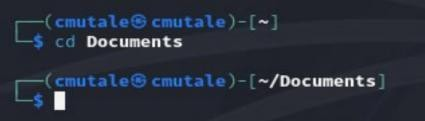 ┌──(cmutale㉿cmutale)-[~]
└─$ cd Documents
┌──(cmutale㉿cmutale)-[~/Documents]
└─$